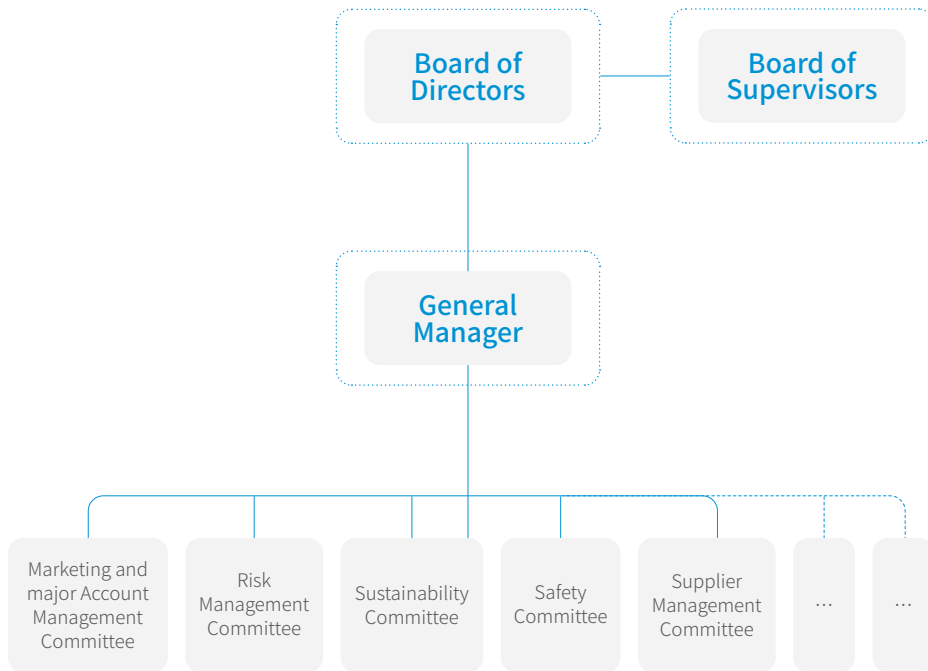 Board of
Directors
Board of
Supervisors
General
Manager
Marketing and
major Account
Management
Committee
Risk
Management
Committee
Sustainability
Committee
Safety
Committee
Supplier
Management
Committee
...
...